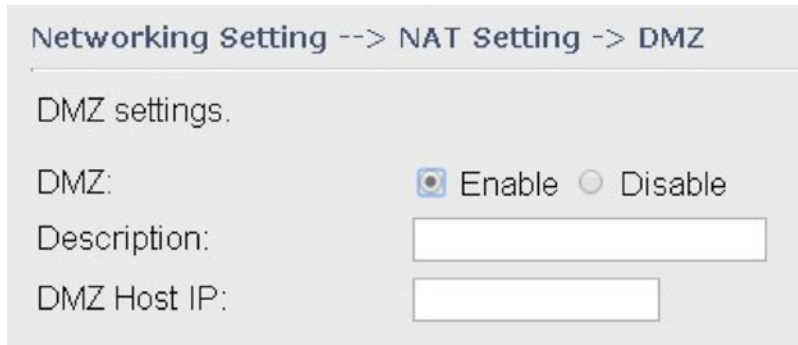 Networking Setting --> NAT Setting -> DMZ
DMZ settings.
DMZ: Enable Disable
Description:
DMZ Host IP: